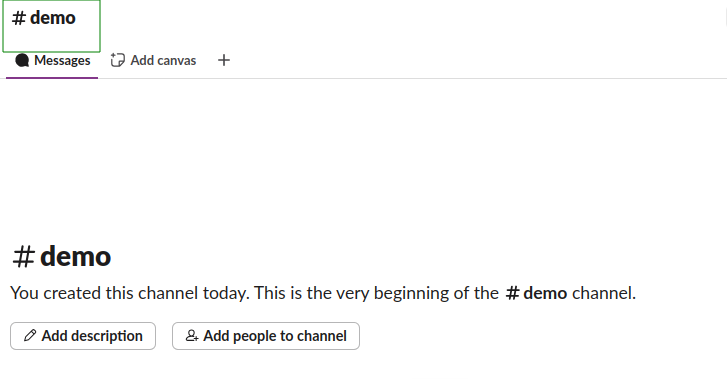 # demo
Messages Add canvas +
# demo
You created this channel today. This is the very beginning of the # demo channel.
Add description Add people to channel